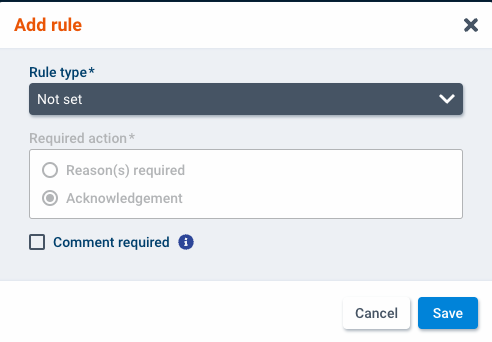 Add rule
Rule type*
Not set
Required action*
Reason(s) required
Acknowledgement
Comment required
Cancel Save